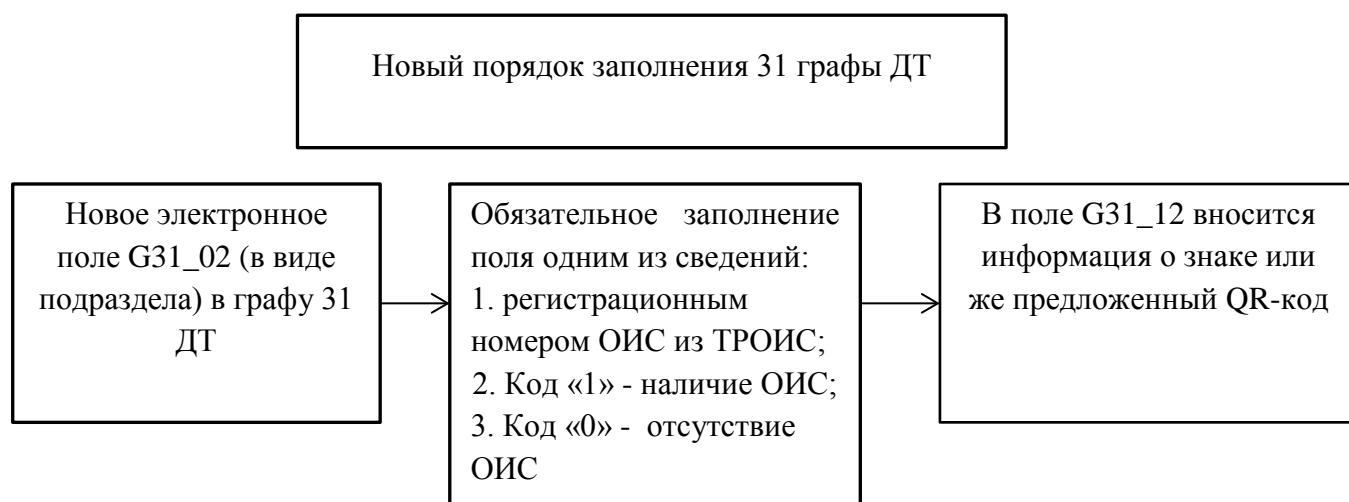 Новый порядок заполнения 31 графы ДТ
Новое электронное
поле G31_02 (в виде
подраздела) в графу 31
ДТ
Обязательное заполнение
поля одним из сведений:
1. регистрационным
номером ОИС из ТРОИС;
2. Код «1» - наличие ОИС;
3. Код «0» - отсутствие
ОИС
В поле G31_12 вносится
информация о знаке или
же предложенный QR-код